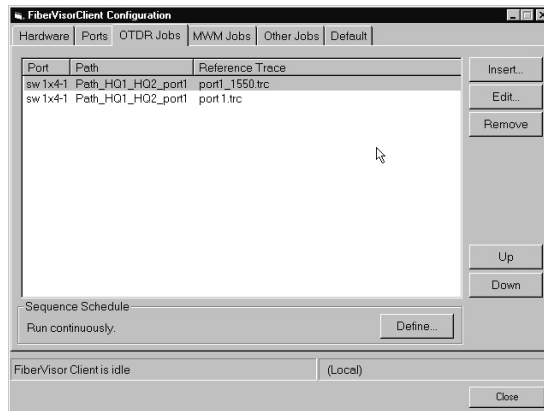 FiberVisorClient Configuration
Hardware Ports OTDR Jobs MWM Jobs Other Jobs Default
Port Path Reference Trace
sw 1x4-1 Path_HQ1_HQ2_port1 port1_1550.trc
sw 1x4-1 Path_HQ1_HQ2_port1 port1.trc
Insert...
Edit...
Remove
Up
Down
Sequence Schedule
Run continuously.
Define...
FiberVisor Client is idle
(Local)
Close